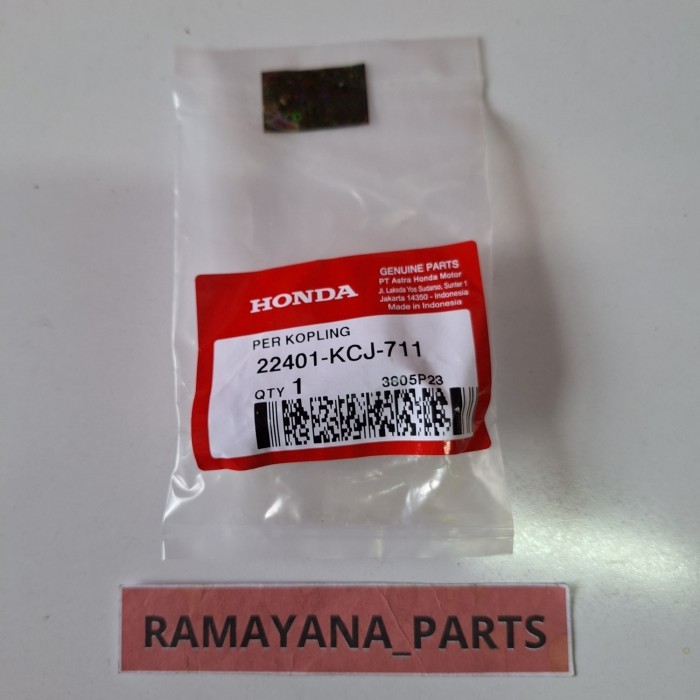 HONDA
GENUINE PARTS
PT Astra Honda Motor
Jl. Laksda Yos Sudarso, Sunter 1
Jakarta 14350 - Indonesia
Made in Indonesia
PER KOPLING
22401-KCJ-711
QTY 1
3805P23
RAMAYANA_PARTS